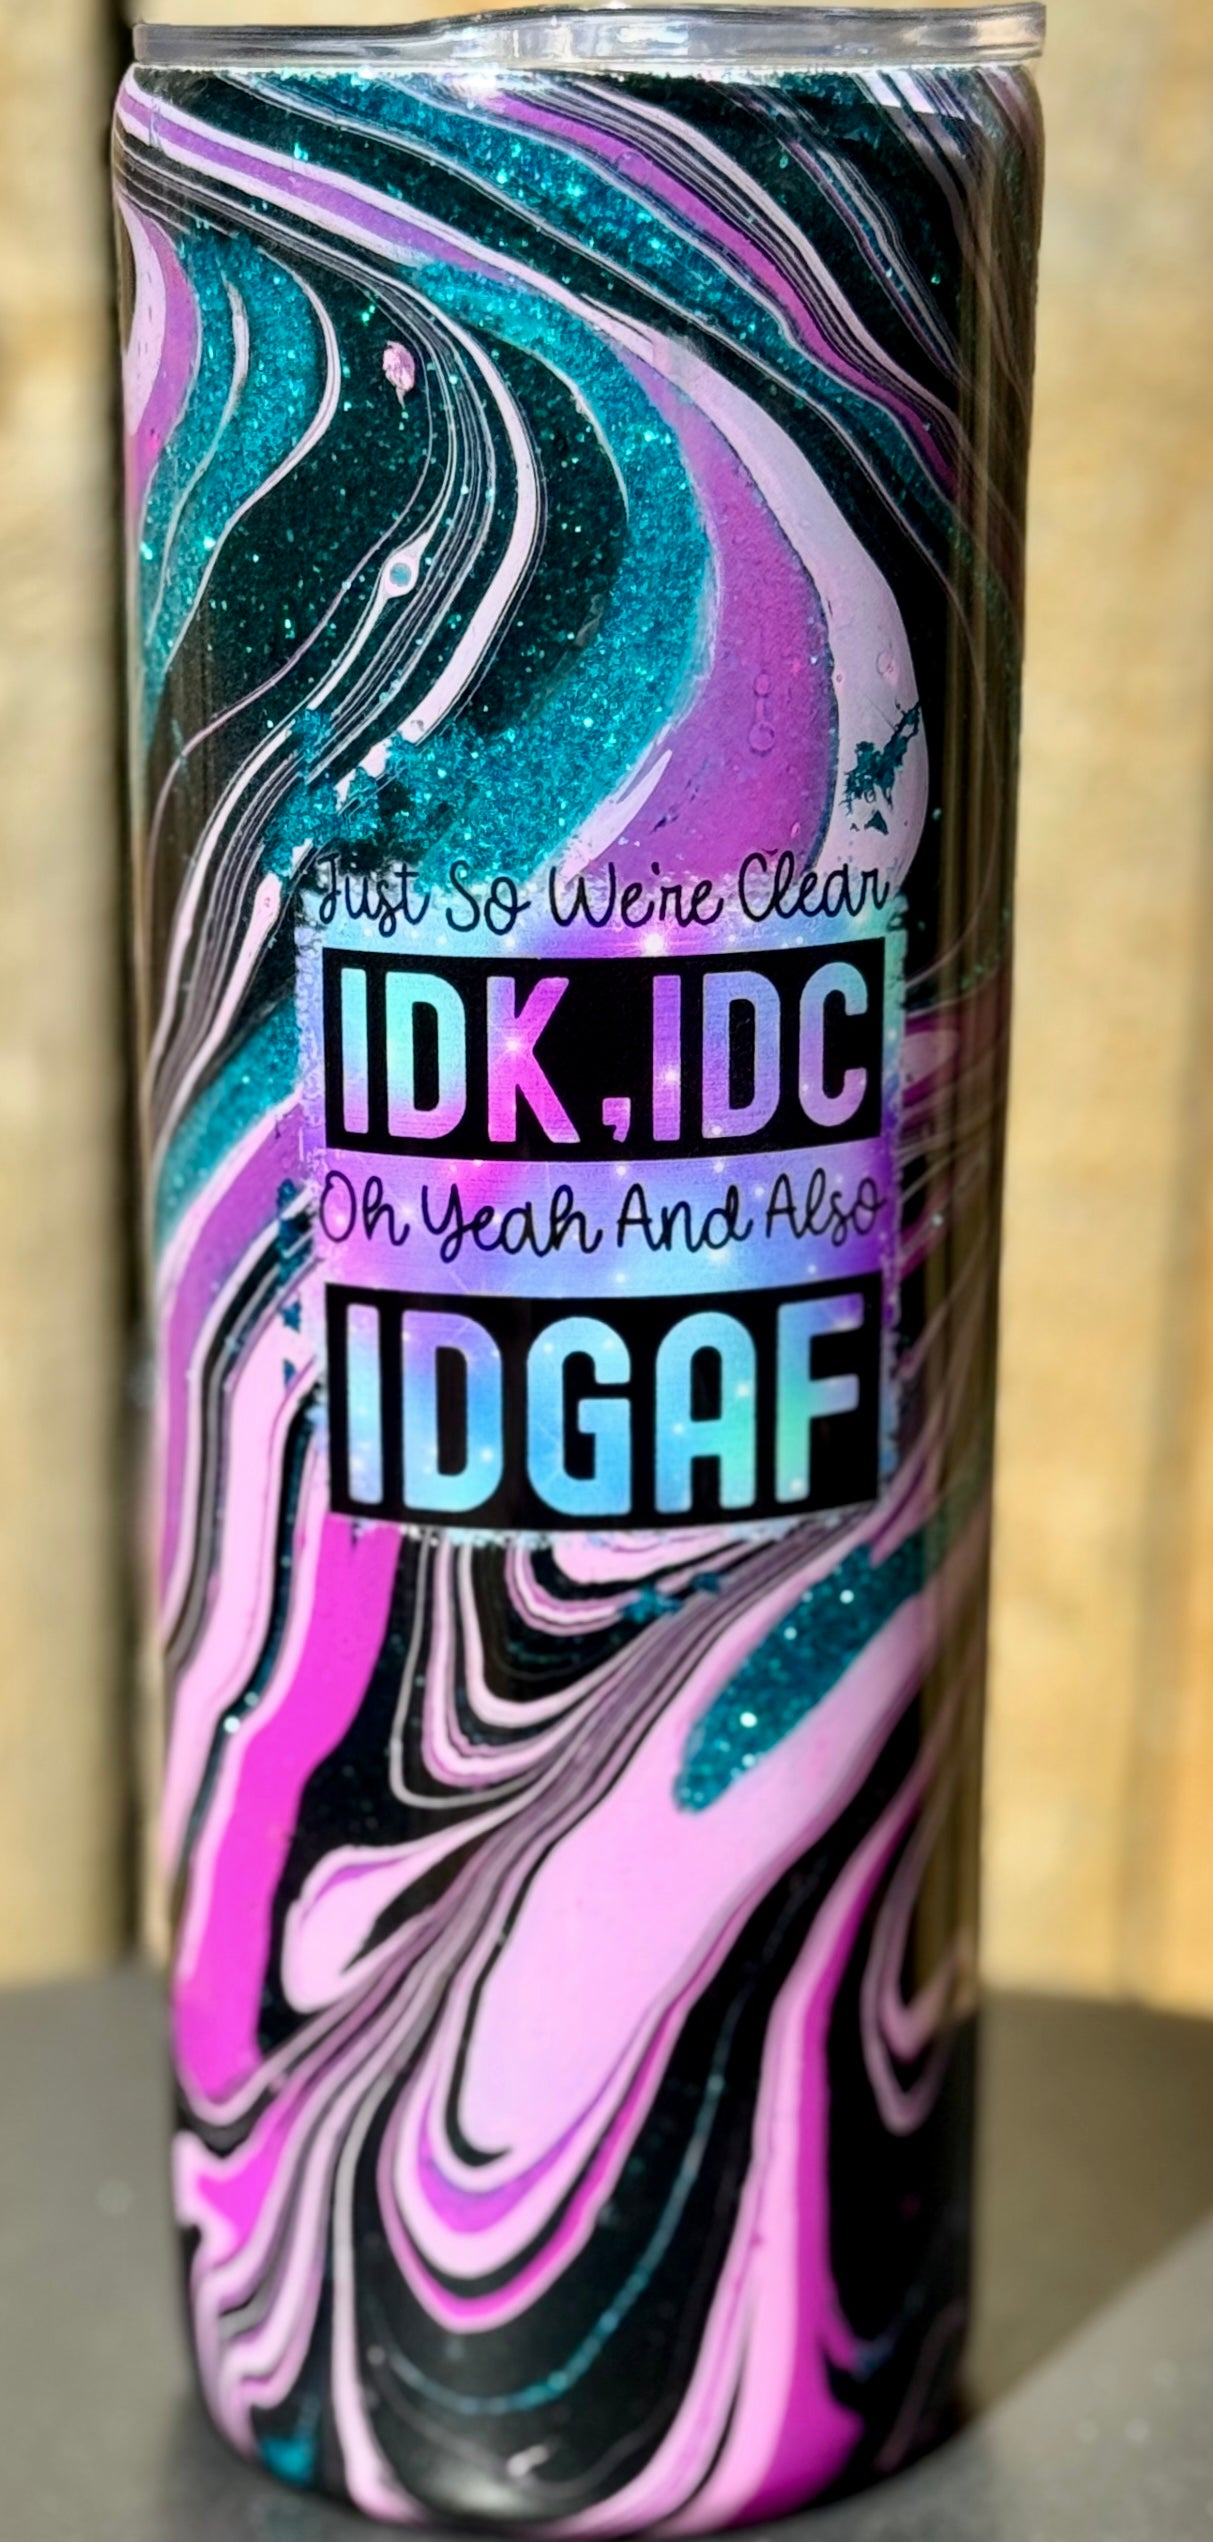 Just So We're Clear
IDK, IDC
Oh Yeah And Also
IDGAF